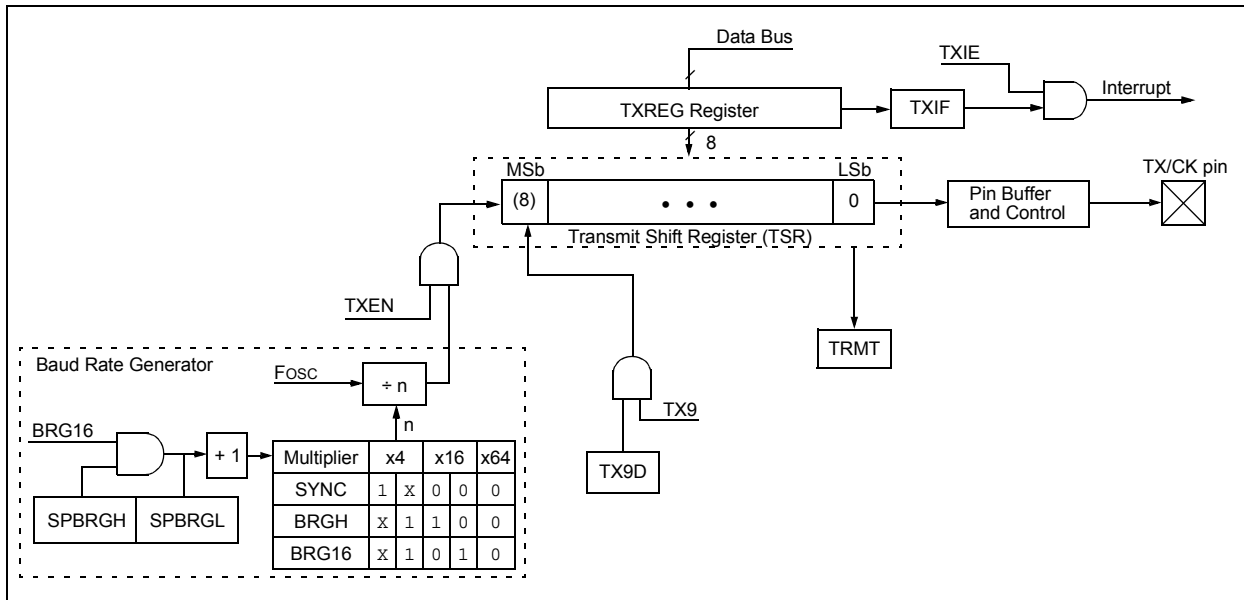 Data Bus
TXIE
Interrupt
TXREG Register
TXIF
8
MSb
LSb
(8)
• • •
0
Transmit Shift Register (TSR)
Pin Buffer
and Control
TX/CK pin
TXEN
TRMT
Baud Rate Generator
FOSC
÷ n
TX9
n
BRG16
+ 1
TX9D
Multiplier x4 x16 x64
SYNC 1 X 0 0 0
BRGH X 1 1 0 0
BRG16 X 1 0 1 0
SPBRGH SPBRGL